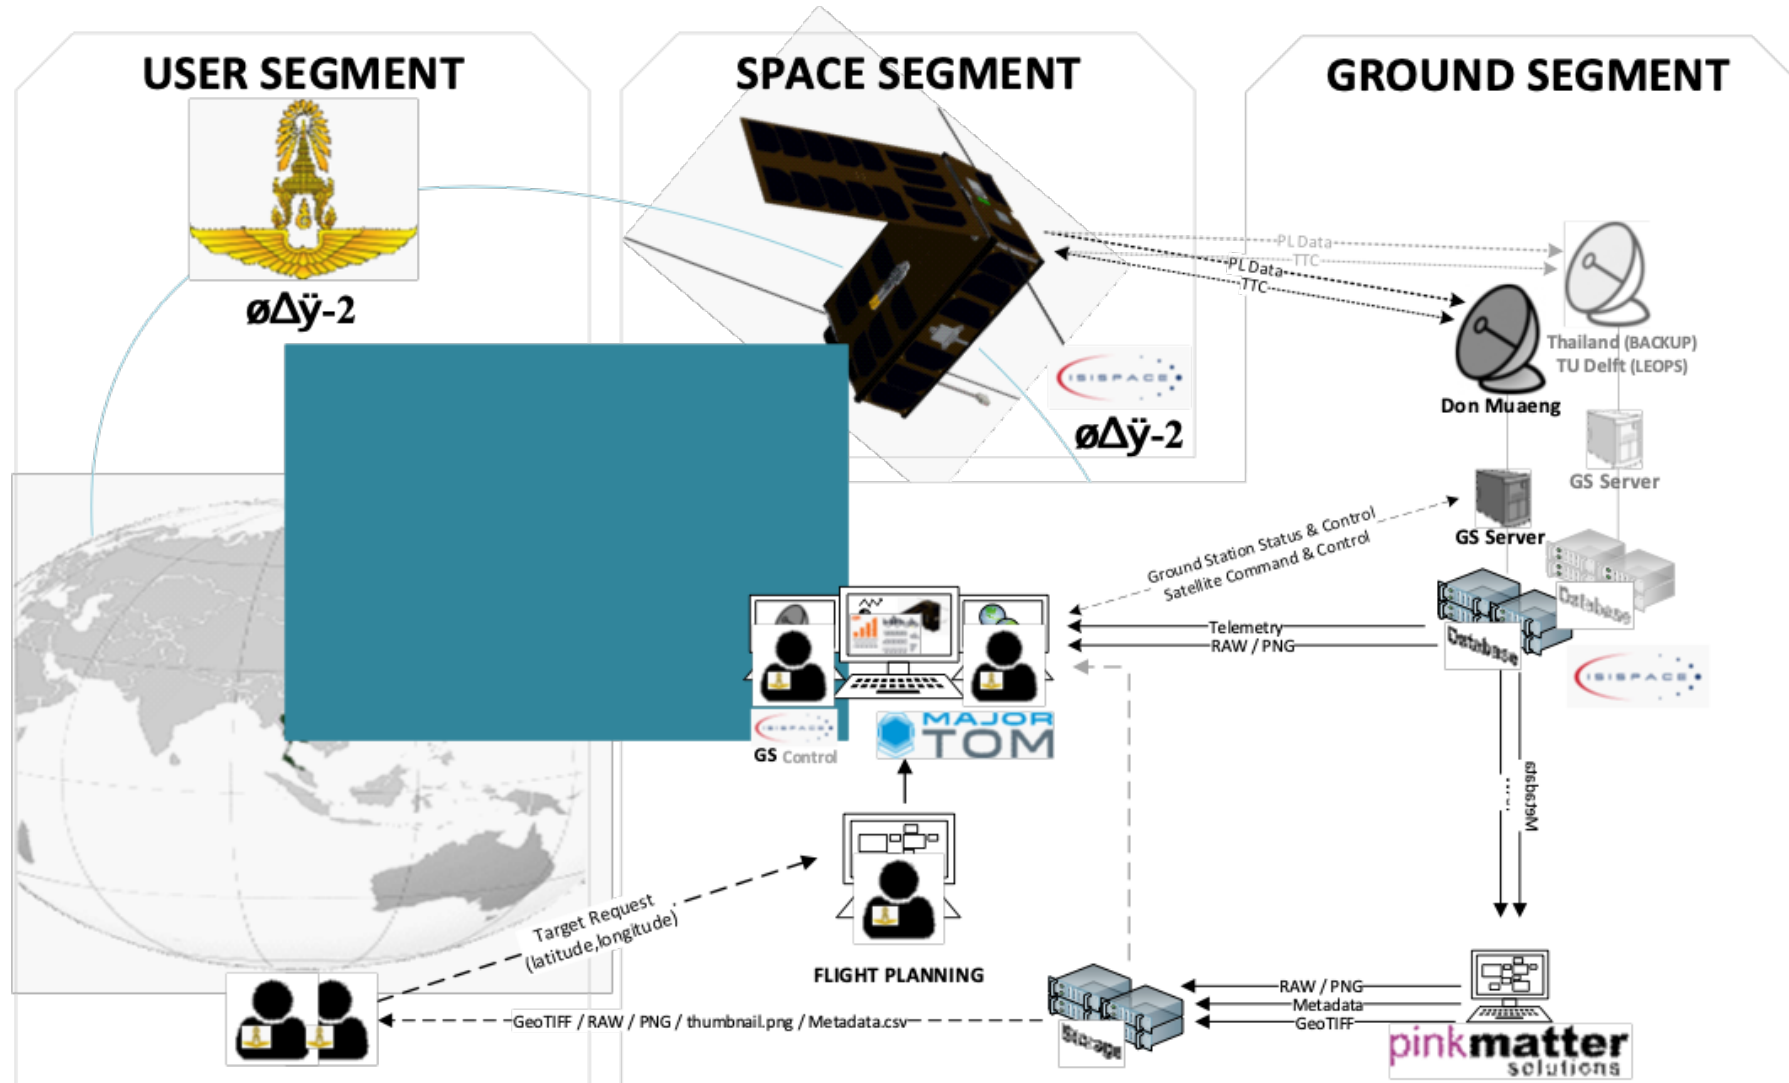 USER SEGMENT
SPACE SEGMENT
GROUND SEGMENT
øΔÿ-2
PL Data
TTC
PL Data
TTC
Thailand (BACKUP)
TU Delft (LEOPS)
Don Muaeng
ISISPACE
øΔÿ-2
GS Server
GS Server
Ground Station Status & Control
Satellite Command & Control
Database
Database
Telemetry
RAW / PNG
ISISPACE
ISISPACE
GS Control
MAJOR
TOM
Metadata
Target Request
(latitude,longitude)
FLIGHT PLANNING
RAW / PNG
Metadata
GeoTIFF
GeoTIFF / RAW / PNG / thumbnail.png / Metadata.csv
Storage
pinkmatter
solutions